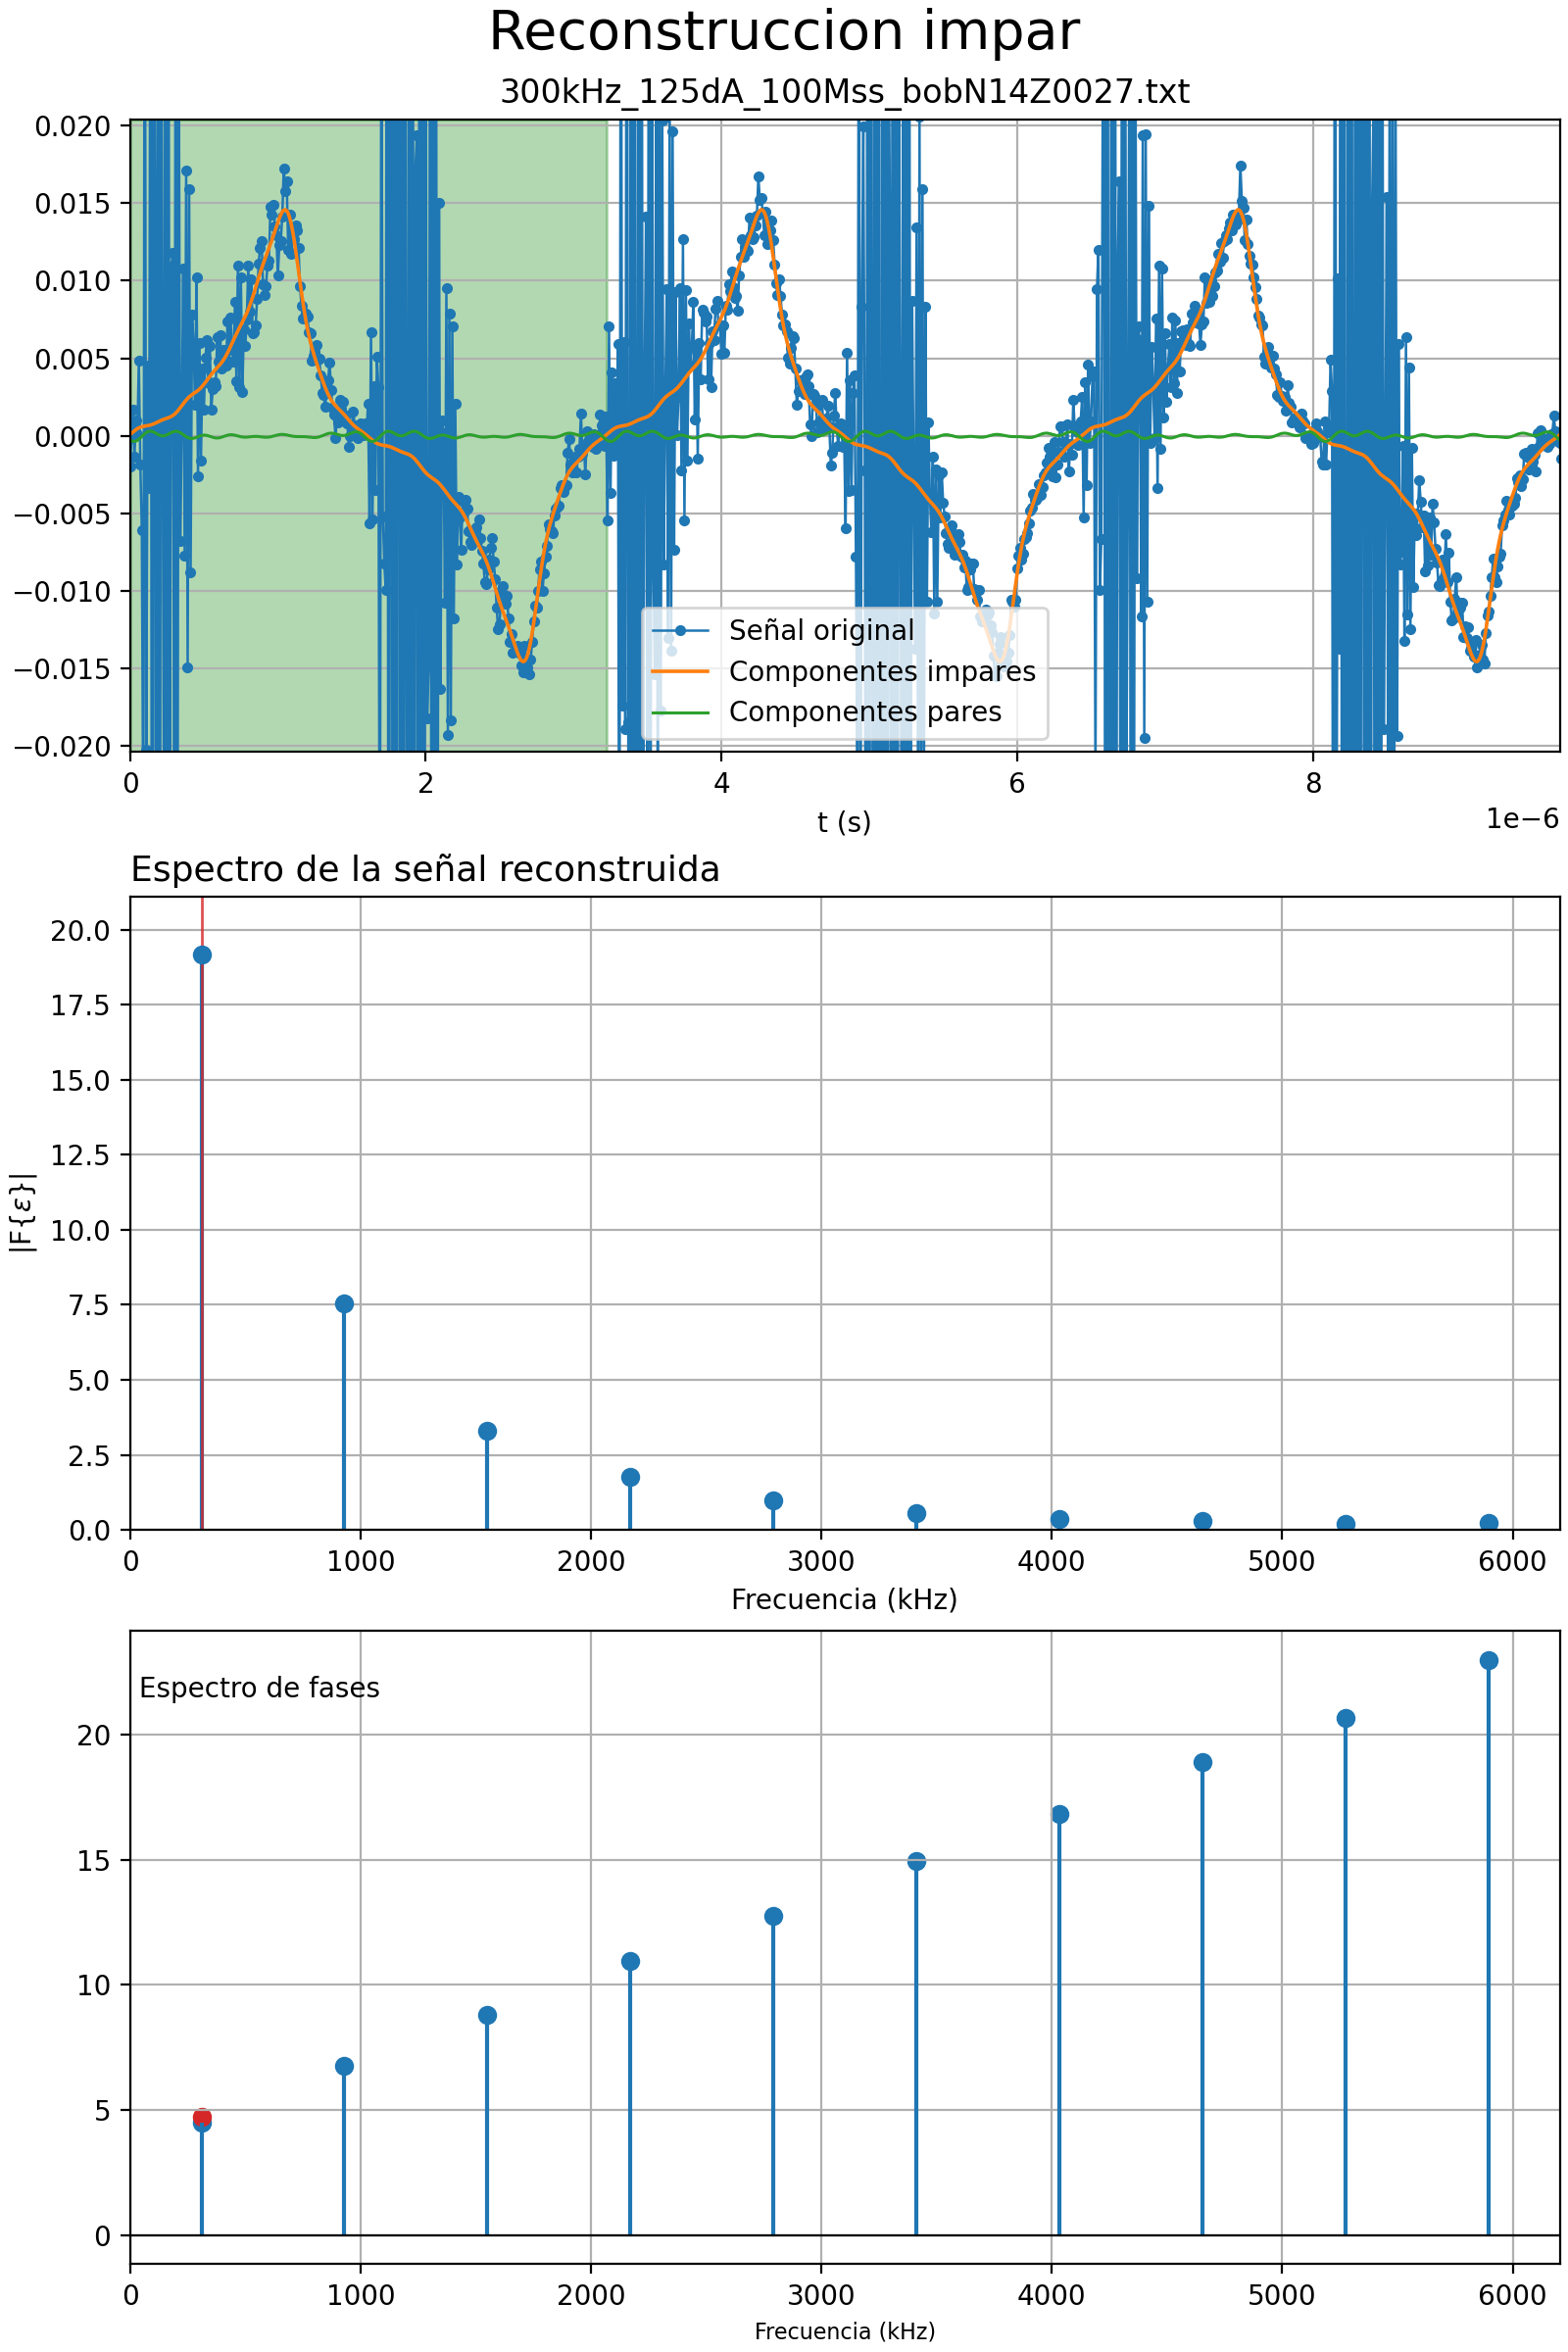 Reconstruccion impar
300kHz_125dA_100Mss_bobN14Z0027.txt
0.020
0.015
0.010
0.005
0.000
−0.005
−0.010
−0.015
−0.020
Señal original
Componentes impares
Componentes pares
0 2 4 6 8
t (s)
1e−6
Espectro de la señal reconstruida
20.0
17.5
15.0
12.5
10.0
7.5
5.0
2.5
0.0
|F{ε}|
0 1000 2000 3000 4000 5000 6000
Frecuencia (kHz)
Espectro de fases
20
15
10
5
0
0 1000 2000 3000 4000 5000 6000
Frecuencia (kHz)